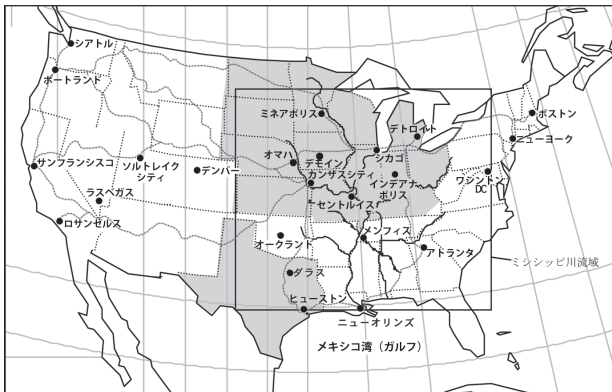 シアトル
ポートランド
ミネアポリス
ボストン
デトロイト
ニューヨーク
オマハ
デモイン
シカゴ
サンフランシスコ
ソルトレイク
シティ
デンバー
カンザスシティ
インデアナ
ポリス
ワシントン
DC
ラスベガス
セントルイス
ロサンゼルス
オークラント
メンフィス
アトランタ
ミシシッピ川流域
ダラス
ヒューストン
ニューオリンズ
メキシコ湾（ガルフ）